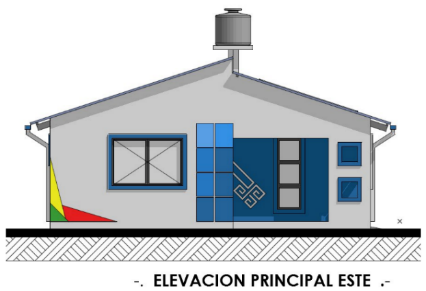 -. ELEVACION PRINCIPAL ESTE .-